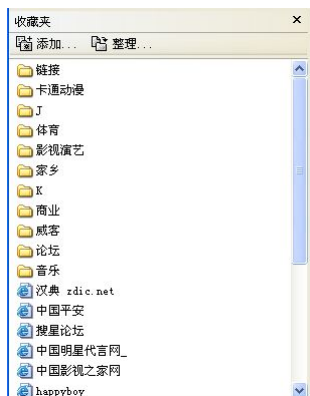 收藏夹
添加... 整理...
链接
卡通动漫
J
体育
影视演艺
家乡
K
商业
威客
论坛
音乐
汉典 zdic.net
中国平安
搜星论坛
中国明星代言网_
中国影视之家网
happyboy